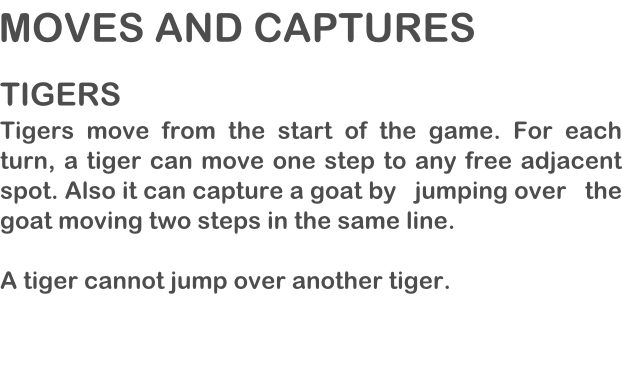 MOVES AND CAPTURES
TIGERS
Tigers move from the start of the game. For each
turn, a tiger can move one step to any free adjacent
spot. Also it can capture a goat by jumping over the
goat moving two steps in the same line.
A tiger cannot jump over another tiger.